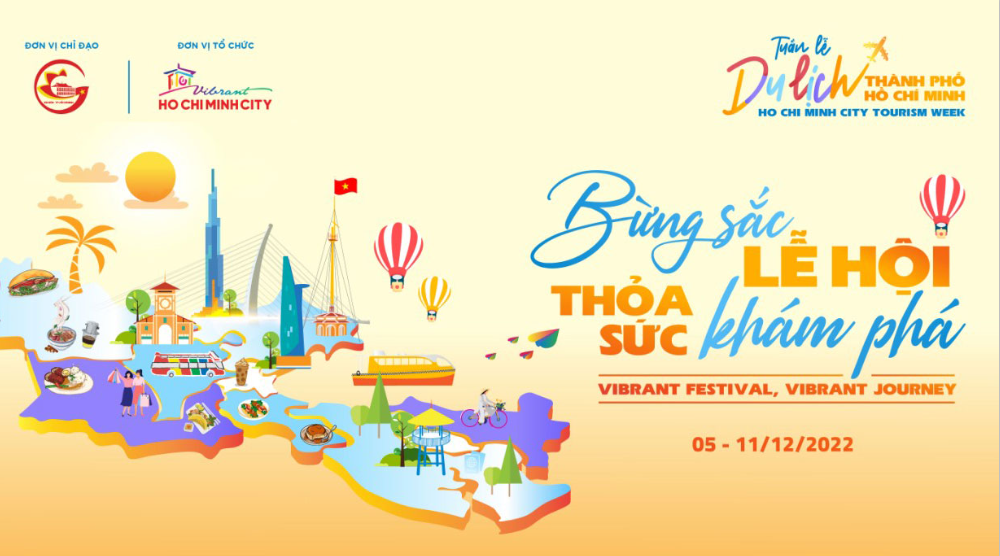 ĐƠN VỊ CHỈ ĐẠO
ĐƠN VỊ TỔ CHỨC
Vibrant
HO CHI MINH CITY
Tuần lễ
Du lịch
THÀNH PHỐ
HỒ CHÍ MINH
HO CHI MINH CITY TOURISM WEEK
Bừng sắc
LỄ HỘI
THỎA
SỨC
khám phá
VIBRANT FESTIVAL, VIBRANT JOURNEY
05 - 11/12/2022